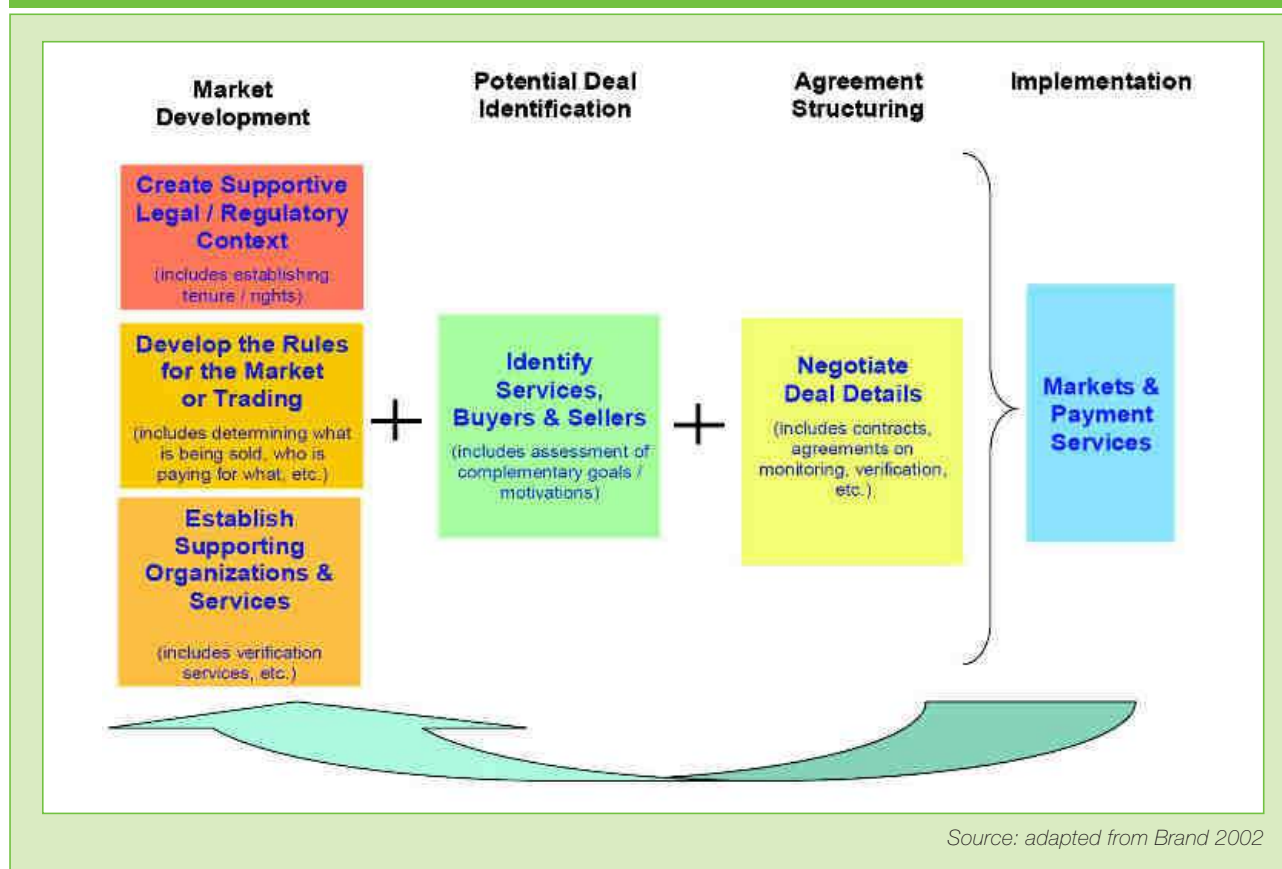 Market
Development
Create Supportive
Legal / Regulatory
Context
(includes establishing
tenure / rights)
Develop the Rules
for the Market
or Trading
(includes determining what
is being sold, who is
paying for what, etc.)
Establish
Supporting
Organizations &
Services
(includes verification
services, etc.)
+
Potential Deal
Identification
Identify
Services,
Buyers & Sellers
(includes assessment of
complementary goals /
motivations)
+
Agreement
Structuring
Negotiate
Deal Details
(includes contracts,
agreements on
monitoring, verification,
etc.)
Implementation
Markets &
Payment
Services
Source: adapted from Brand 2002